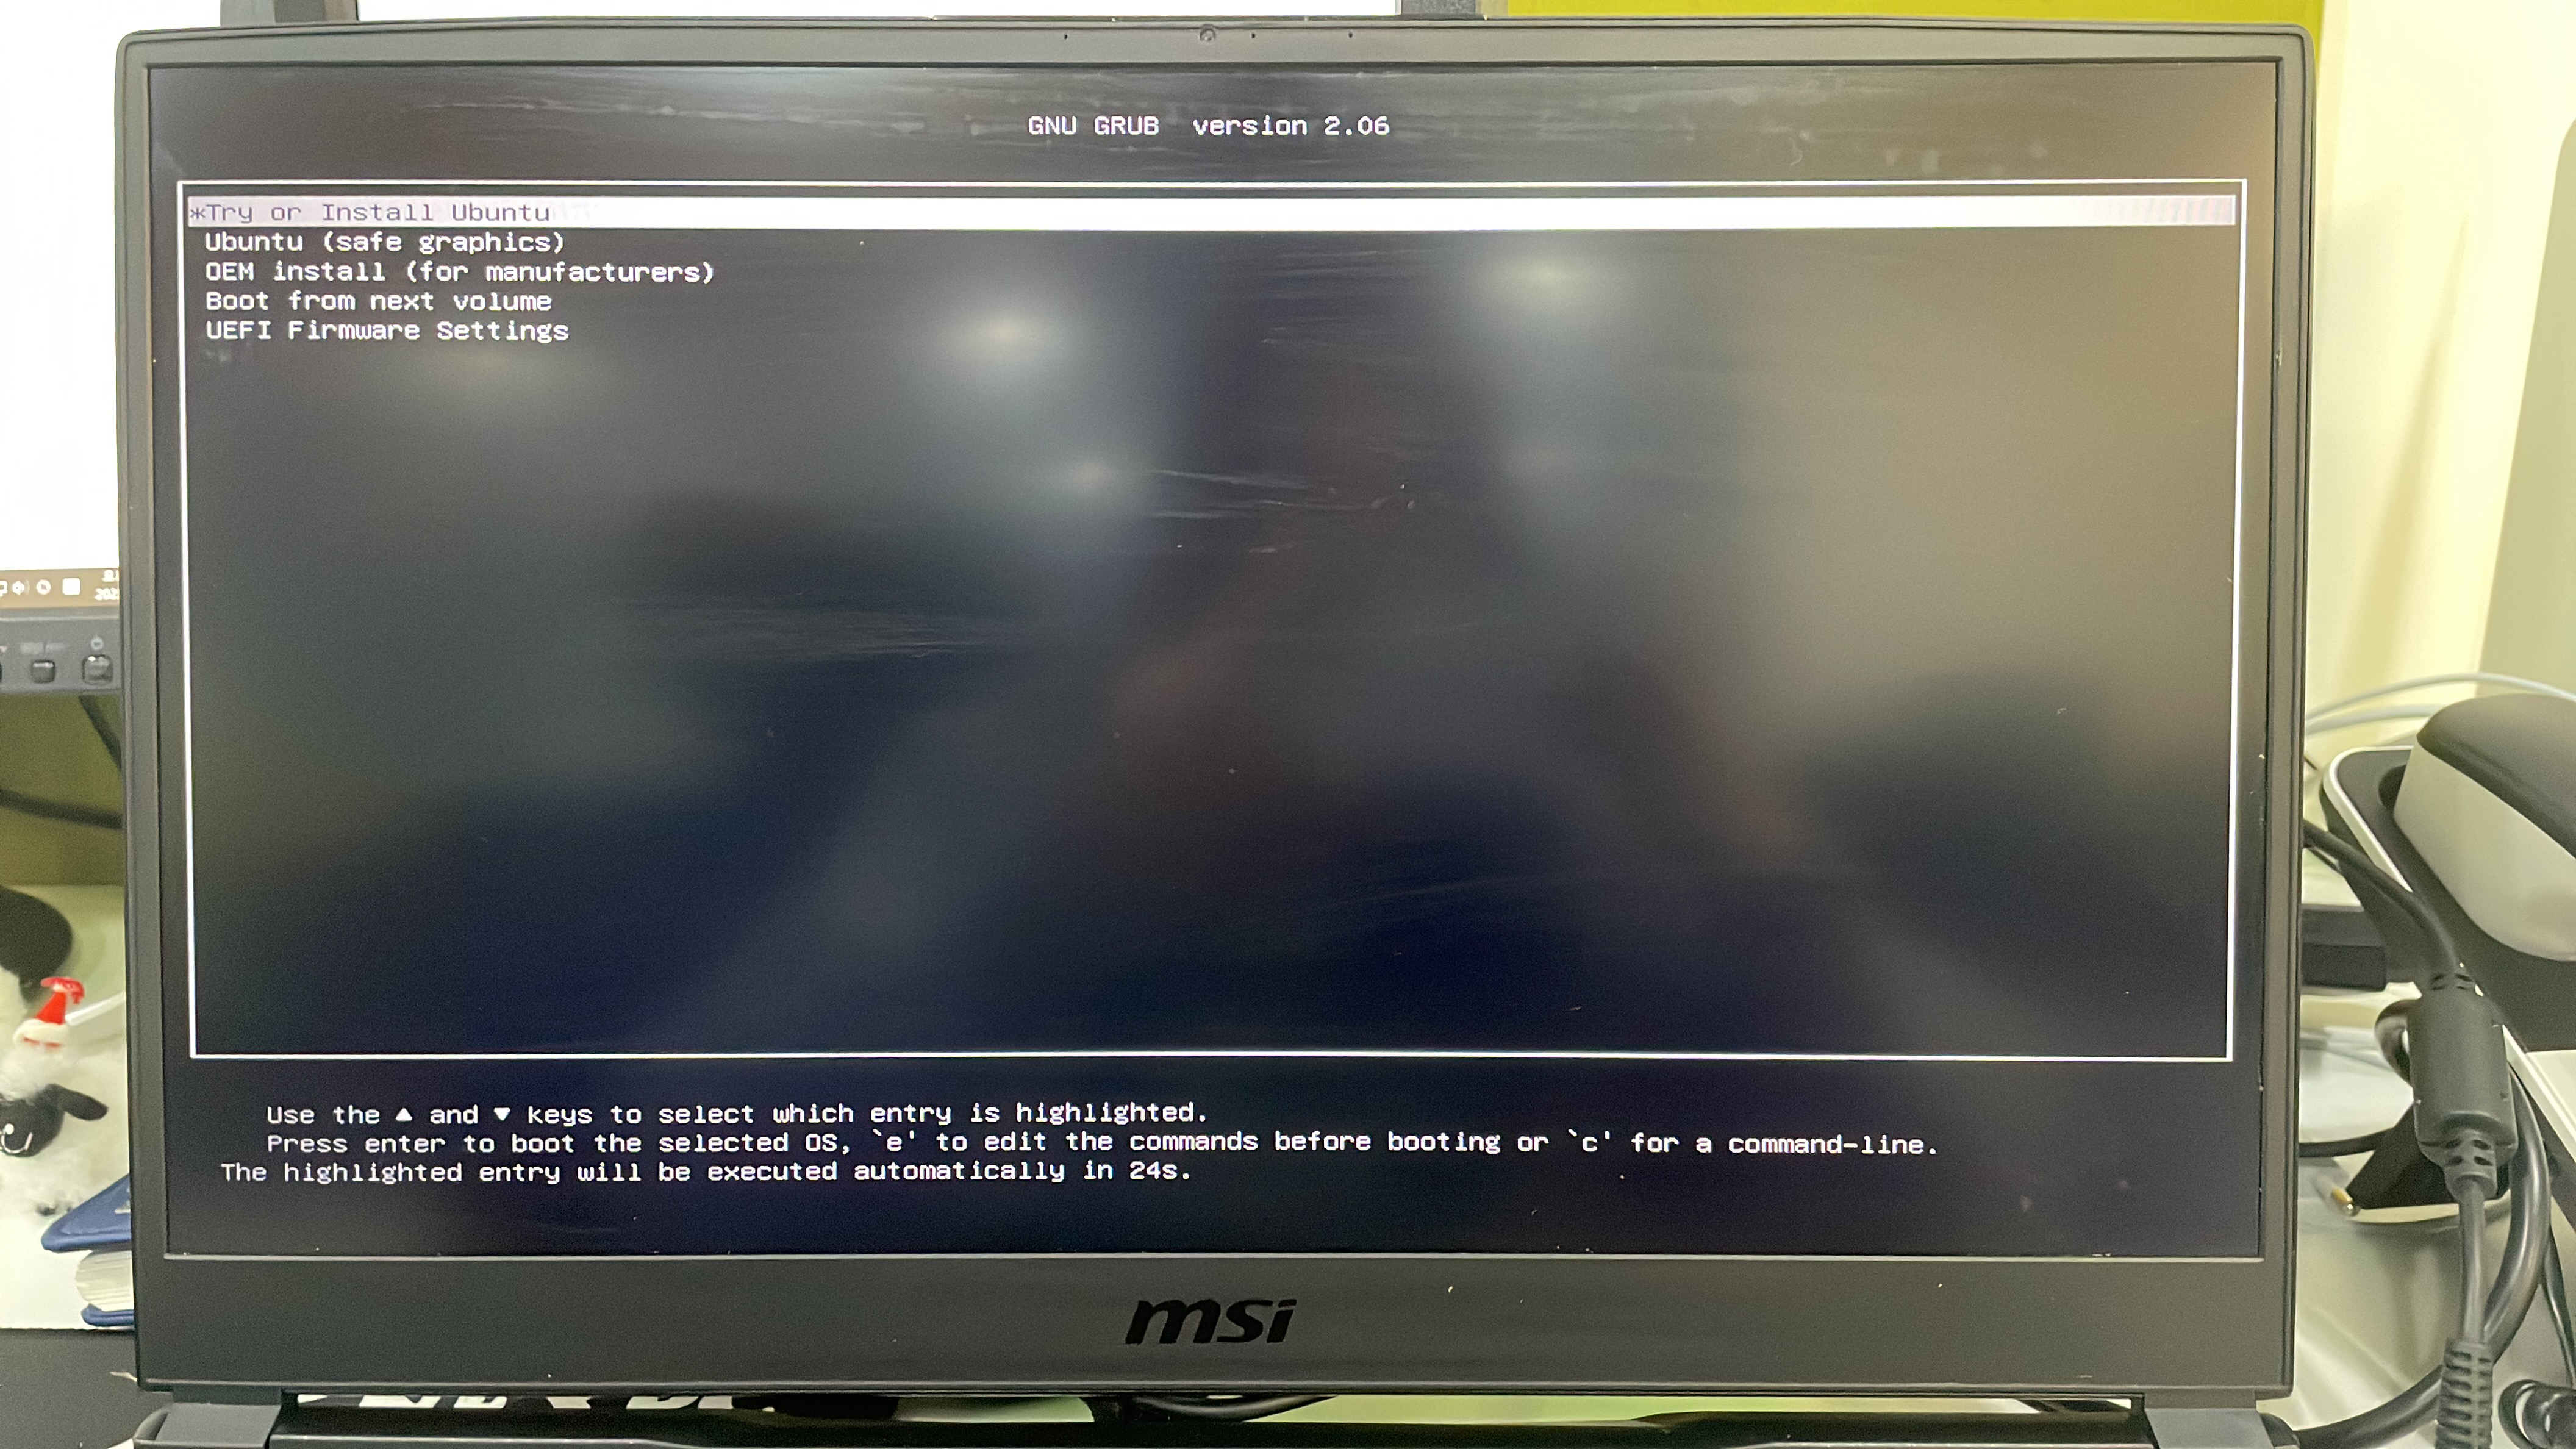 GNU GRUB  version 2.06
*Try or Install Ubuntu
Ubuntu (safe graphics)
OEM install (for manufacturers)
Boot from next volume
UEFI Firmware Settings
Use the ▲ and ▼ keys to select which entry is highlighted.
Press enter to boot the selected OS, `e' to edit the commands before booting or `c' for a command-line.
The highlighted entry will be executed automatically in 24s.
msi